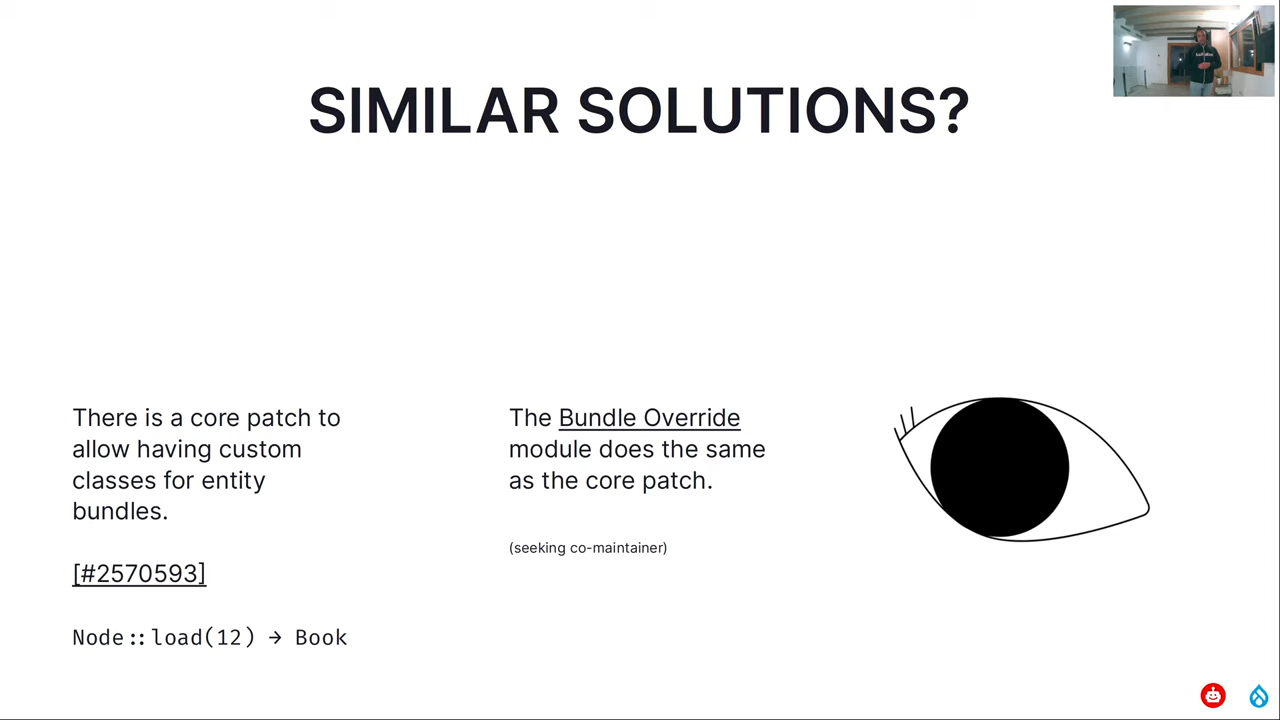 SIMILAR SOLUTIONS?
There is a core patch to
allow having custom
classes for entity
bundles.
[#2570593]
Node::load(12) → Book
The Bundle Override
module does the same
as the core patch.
(seeking co-maintainer)